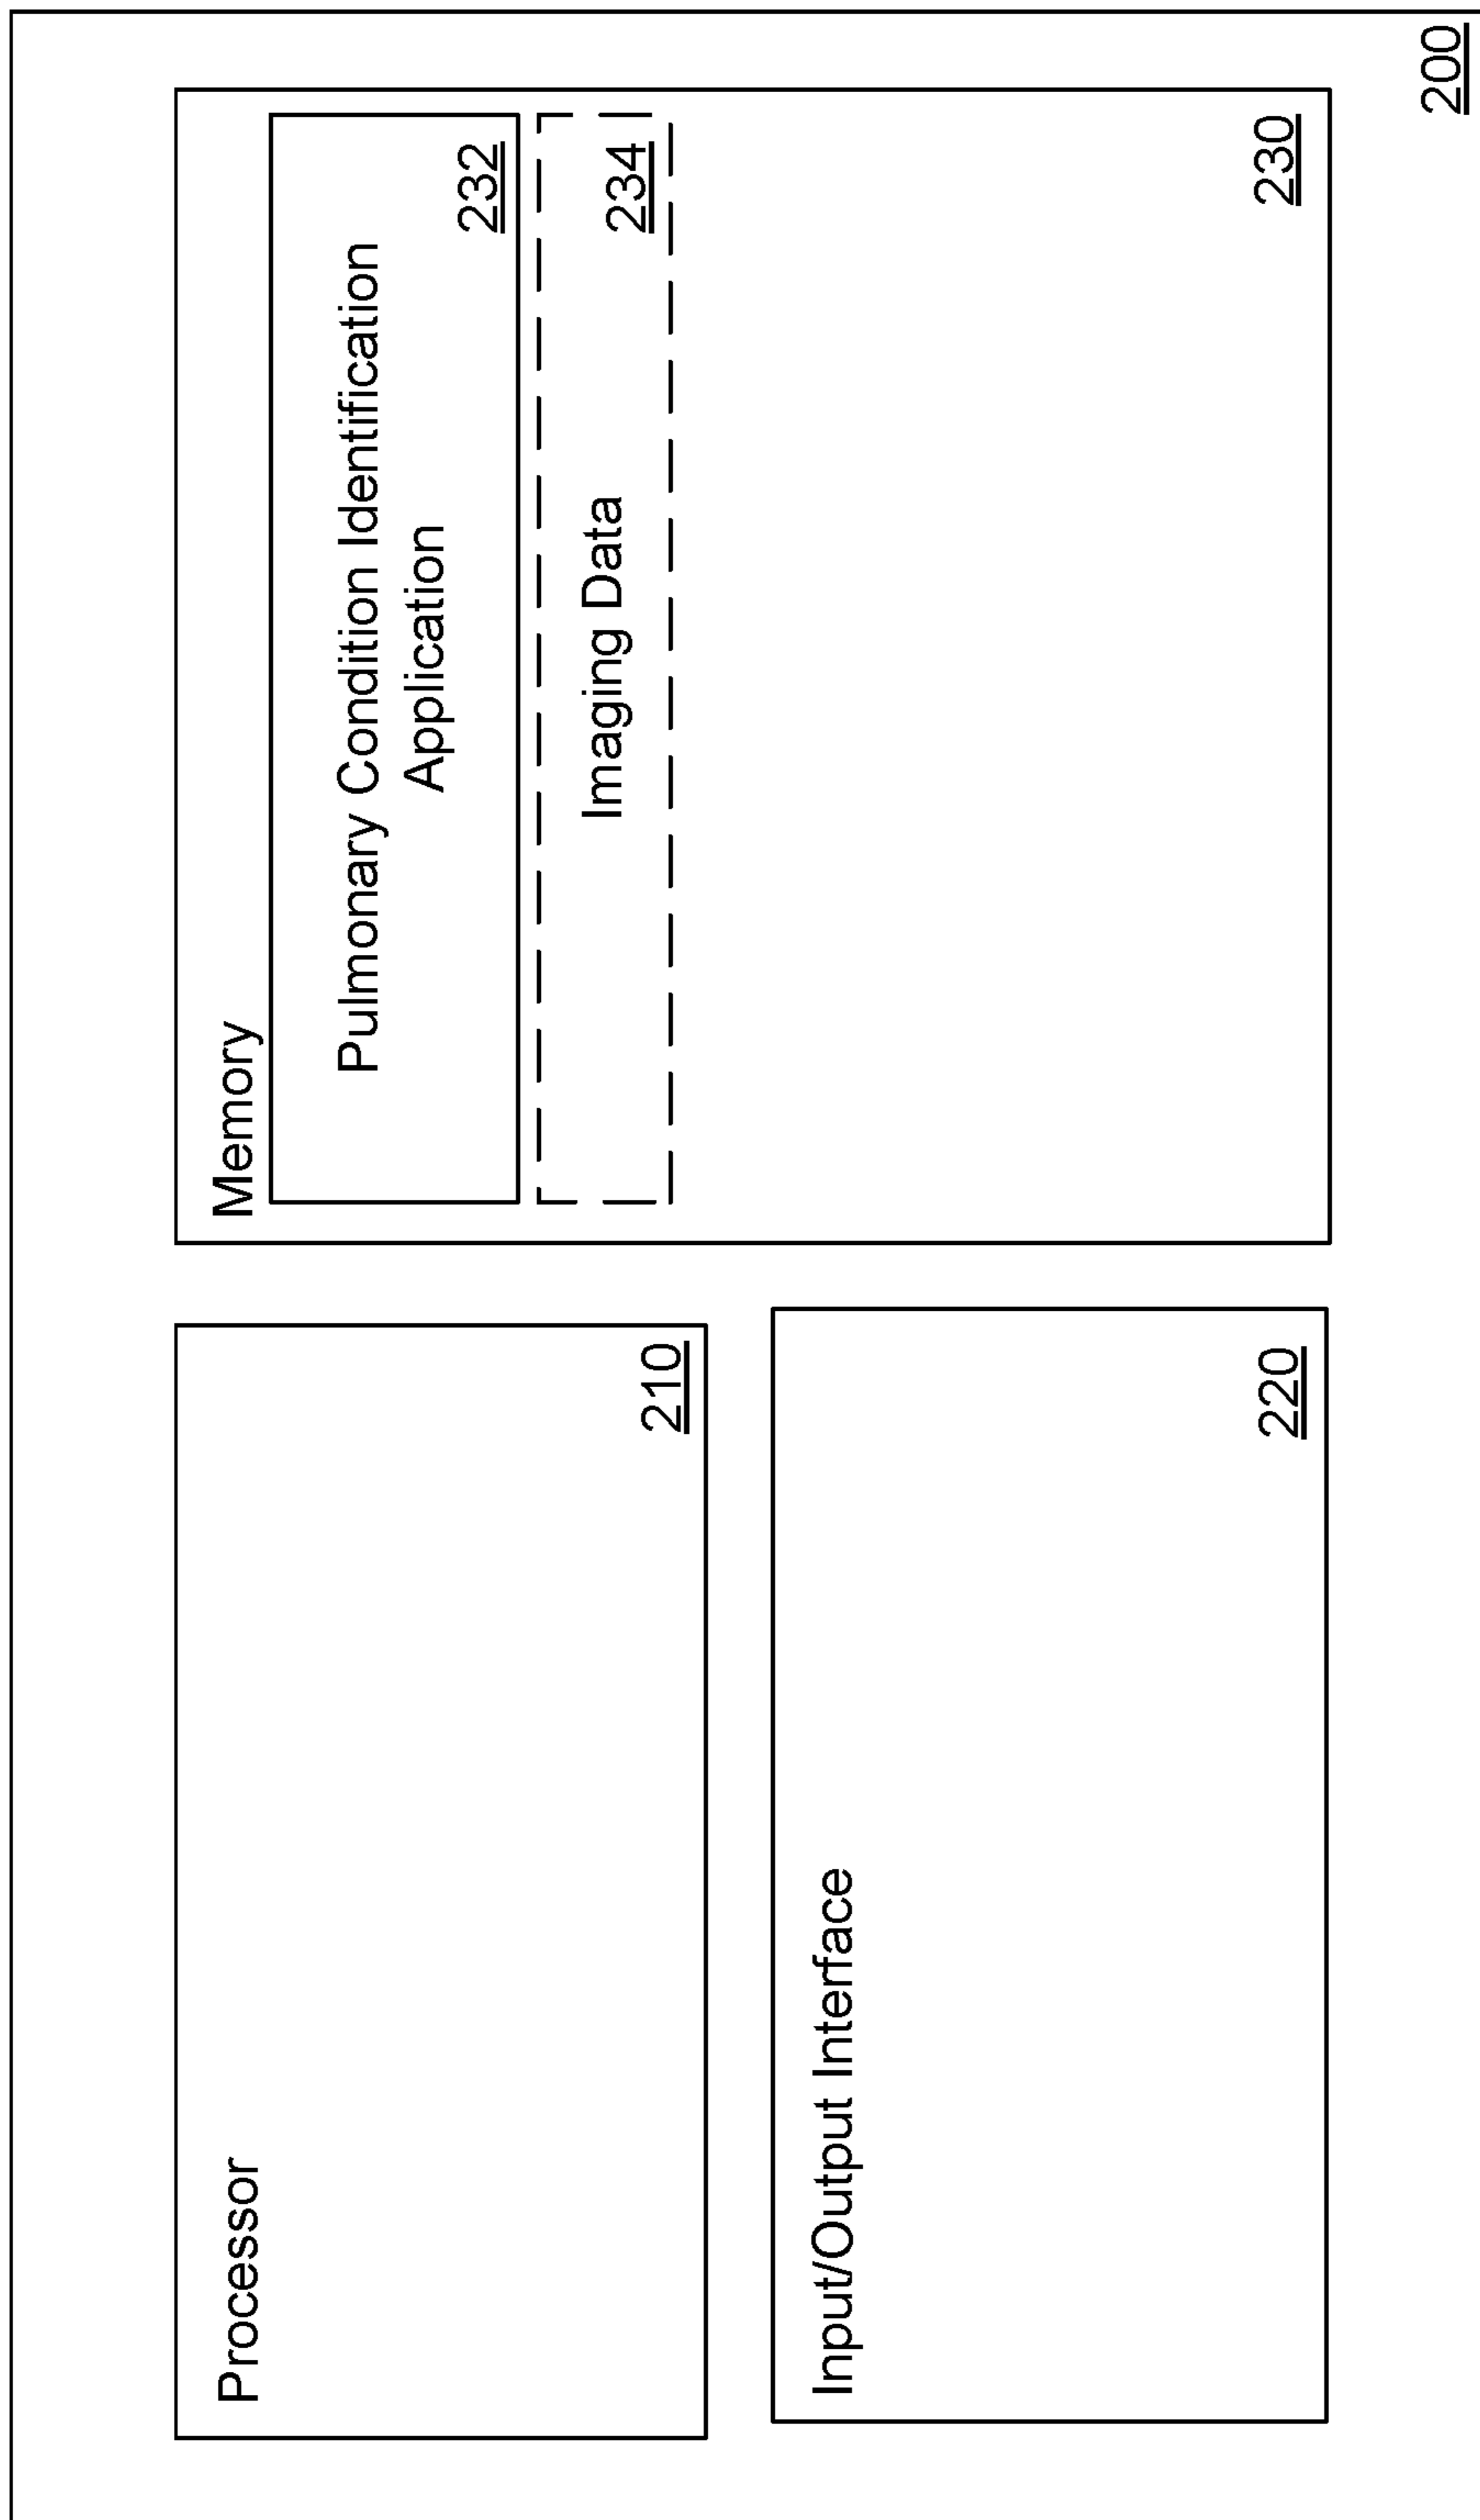 Processor
210
Input/Output Interface
220
Memory
Pulmonary Condition Identification
Application
232
Imaging Data
234
230
200